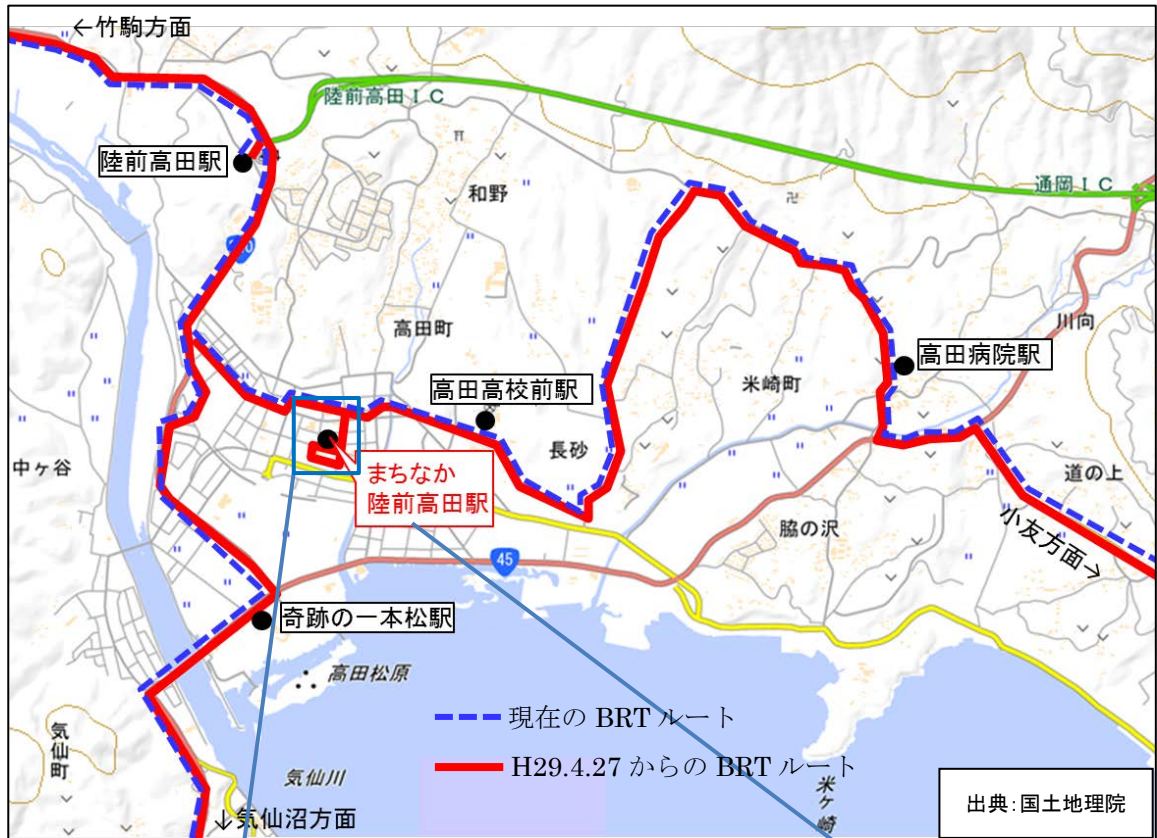 ←竹駒方面
陸前高田IC
陸前高田駅
和野
通岡IC
川向
高田町
高田病院駅
高田高校前駅
米崎町
中ヶ谷
長砂
まちなか
陸前高田駅
道の上
脇の沢
小友方面→
45
奇跡の一本松駅
高田松原
現在の BRT ルート
気仙町
H29.4.27 からの BRT ルート
気仙川
米ヶ崎
出典:国土地理院
↓気仙沼方面